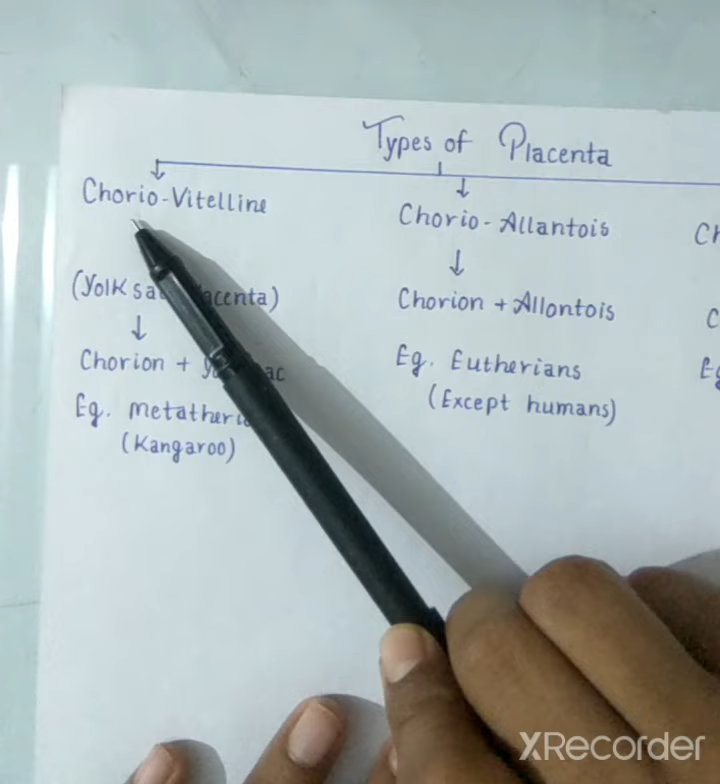 Types of Placenta
Chorio-Vitelline
(Yolk sa acenta)
Chorion + ac
Eg. metatheri
(Kangaroo)
Chorio-Allantois
Chorion + Allontois
Eg. Eutherians
(Except humans)
Ch
C
Eg
XRecorder